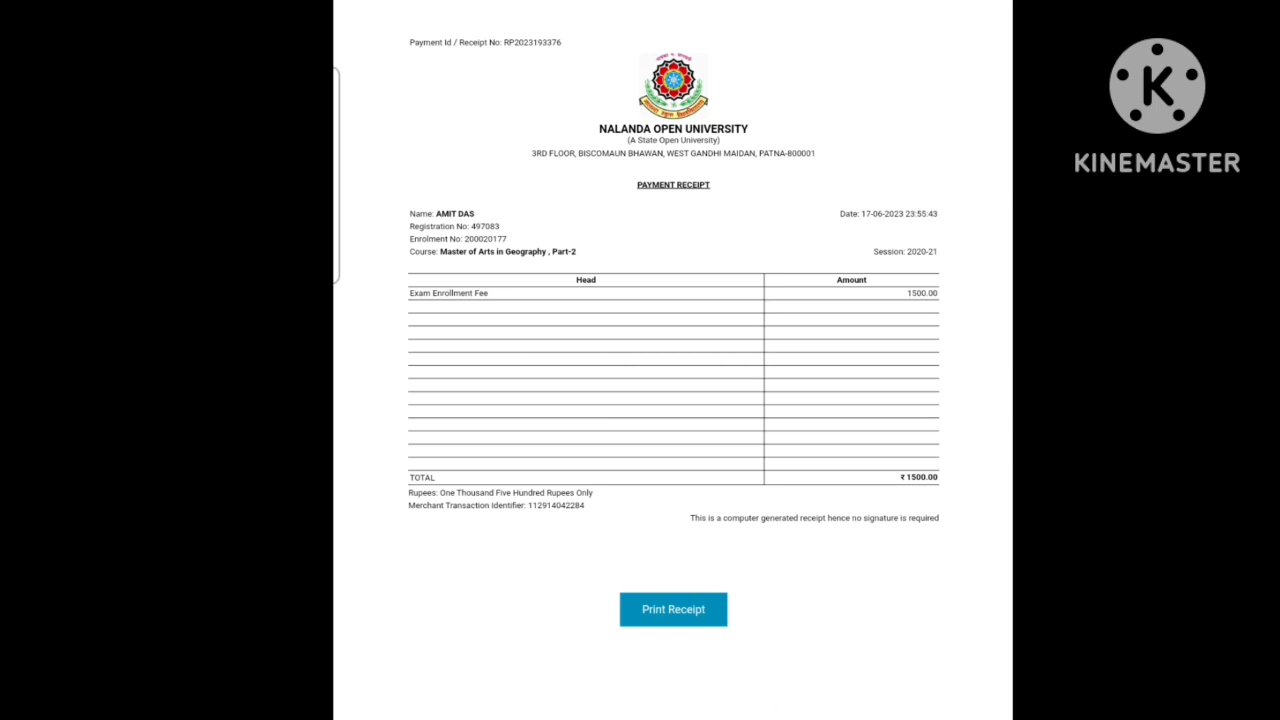 Payment Id / Receipt No: RP2023193376
NALANDA OPEN UNIVERSITY
(A State Open University)
3RD FLOOR, BISCOMAUN BHAWAN, WEST GANDHI MAIDAN, PATNA-800001
PAYMENT RECEIPT
Name: AMIT DAS Date: 17-06-2023 23:55:43
Registration No: 497083
Enrolment No: 200020177
Course: Master of Arts in Geography , Part-2 Session: 2020-21
Head Amount
Exam Enrollment Fee 1500.00
TOTAL ₹ 1500.00
Rupees: One Thousand Five Hundred Rupees Only
Merchant Transaction Identifier: 112914042284
This is a computer generated receipt hence no signature is required
Print Receipt
K
KINEMASTER